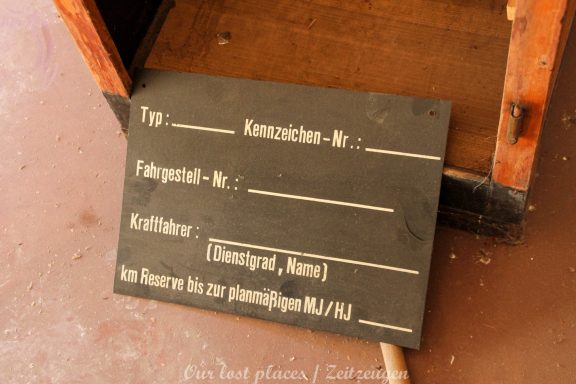 Typ : Kennzeichen - Nr. :
Fahrgestell - Nr. :
Kraftfahrer :
(Dienstgrad , Name)
km Reserve bis zur planmäßigen MJ / HJ
Our lost places / Zeitzeugen